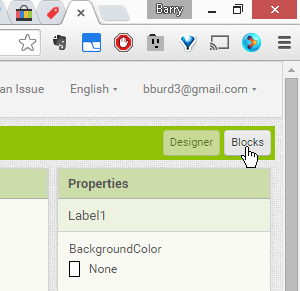 Barry
an Issue English bburd3@gmail.com
Designer Blocks
Properties
Label1
BackgroundColor
None